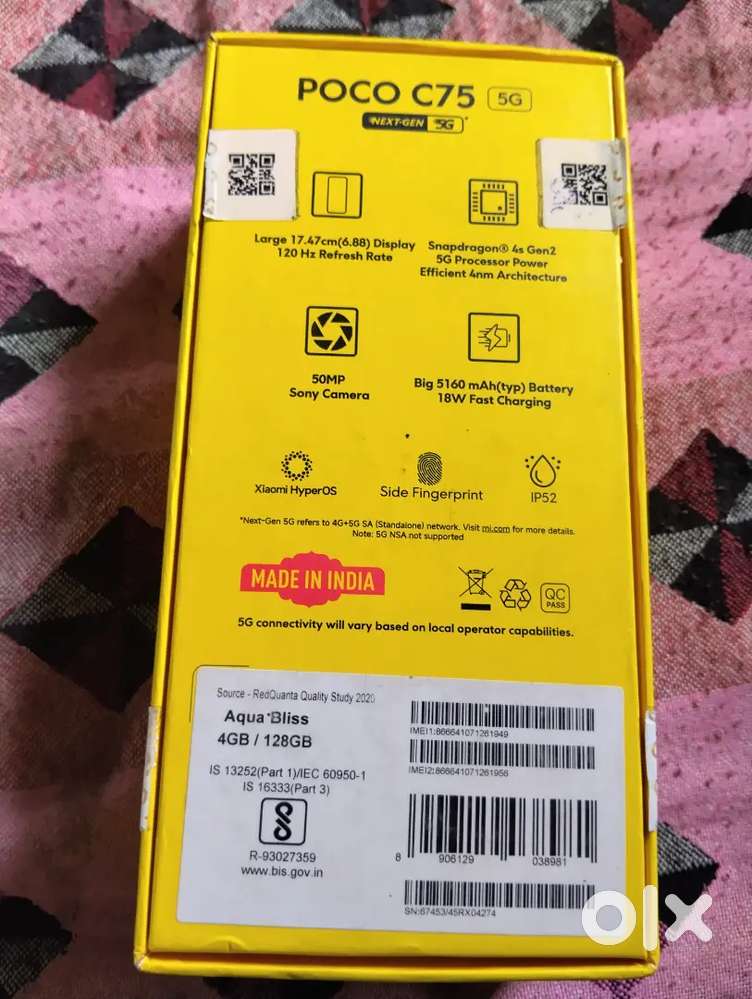 POCO C75 5G
NEXT-GEN 5G*
Large 17.47cm(6.88) Display
120 Hz Refresh Rate
Snapdragon® 4s Gen2
5G Processor Power
Efficient 4nm Architecture
50MP
Sony Camera
Big 5160 mAh(typ) Battery
18W Fast Charging
Xiaomi HyperOS
Side Fingerprint
IP52
*Next-Gen 5G refers to 4G+5G SA (Standalone) network. Visit mi.com for more details.
Note: 5G NSA not supported
MADE IN INDIA
QC
PASS
5G connectivity will vary based on local operator capabilities.
Source - RedQuanta Quality Study 2020
Aqua Bliss
4GB / 128GB
IS 13252(Part 1)/IEC 60950-1
IS 16333(Part 3)
R-93027359
www.bis.gov.in
IMEI1:866641071261949
IMEI2:866641071261956
8 906129 038981
SN:67453/45RX04274
olx